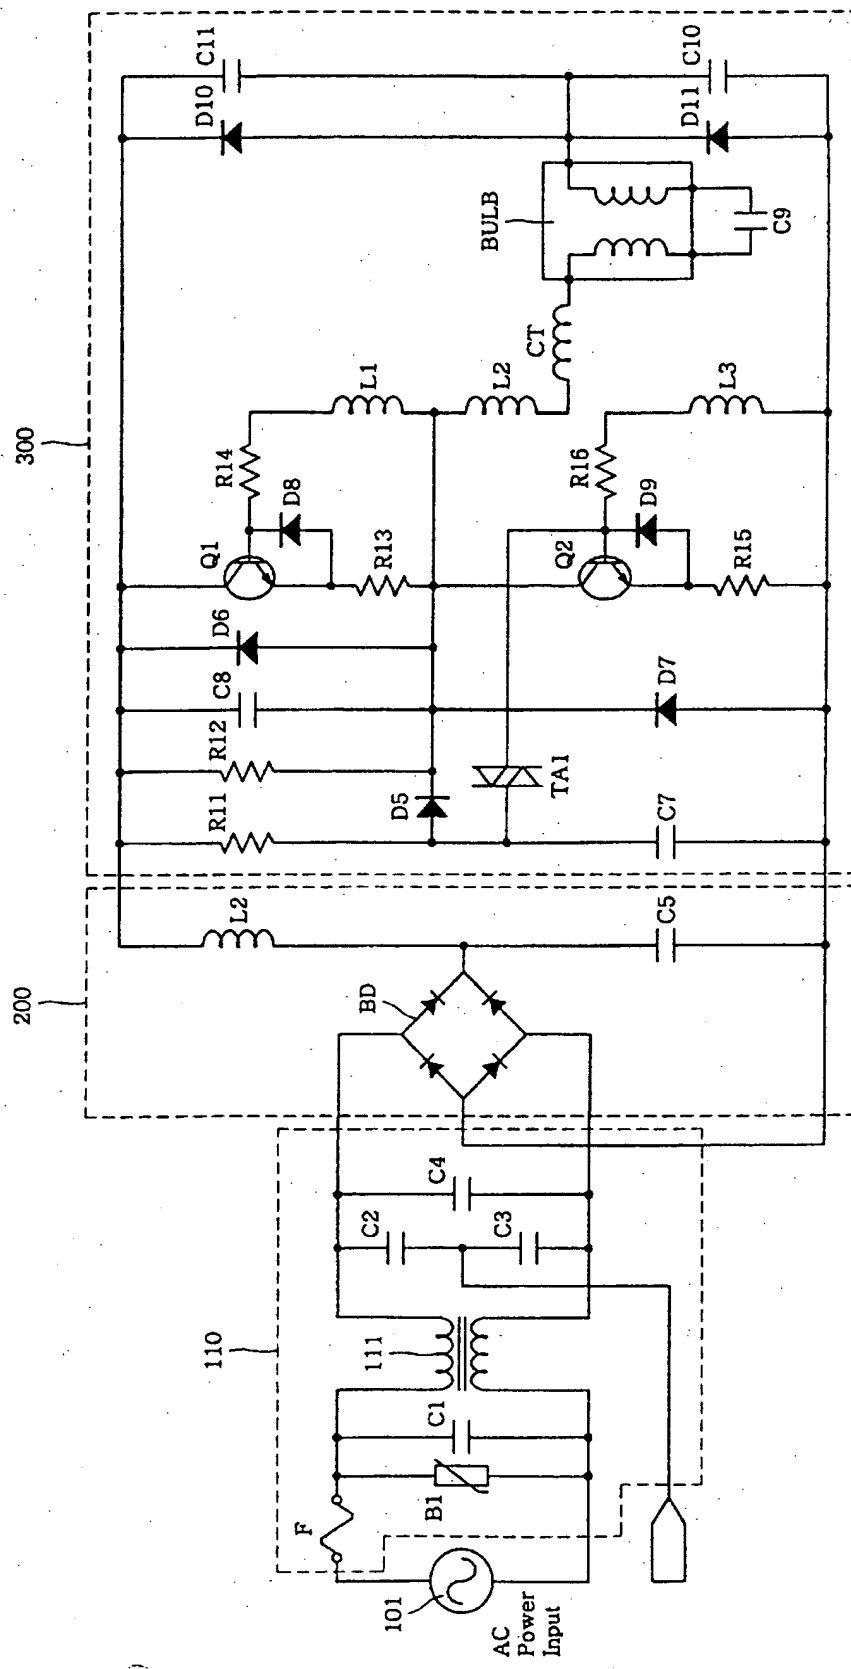 300
200
110
C11
D10
C10
D11
BULB
C9
CT
L1
L2
L3
R14
D8
Q1
R13
R16
D9
Q2
R15
D6
C8
D7
R12
R11
D5
TA1
C7
L2
C5
BD
C4
C2
C3
111
C1
B1
F
101
AC
Power
Input